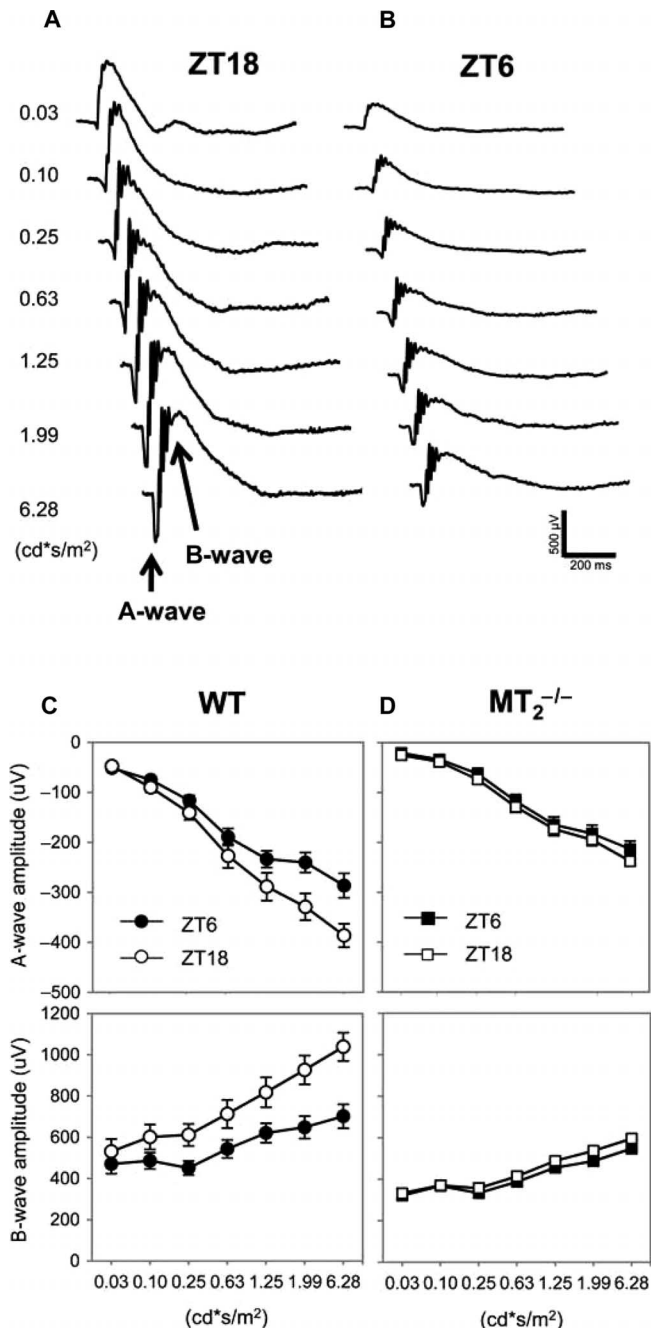 A
B
ZT18
ZT6
0.03
0.10
0.25
0.63
1.25
1.99
6.28
(cd*s/m²)
B-wave
A-wave
500 µV
200 ms
C
WT
D
MT₂⁻/⁻
A-wave amplitude (uV)
0
–100
–200
–300
–400
–500
ZT6
ZT18
ZT6
ZT18
B-wave amplitude (uV)
1200
1000
800
600
400
200
0
0.03 0.10 0.25 0.63 1.25 1.99 6.28
0.03 0.10 0.25 0.63 1.25 1.99 6.28
(cd*s/m²)
(cd*s/m²)